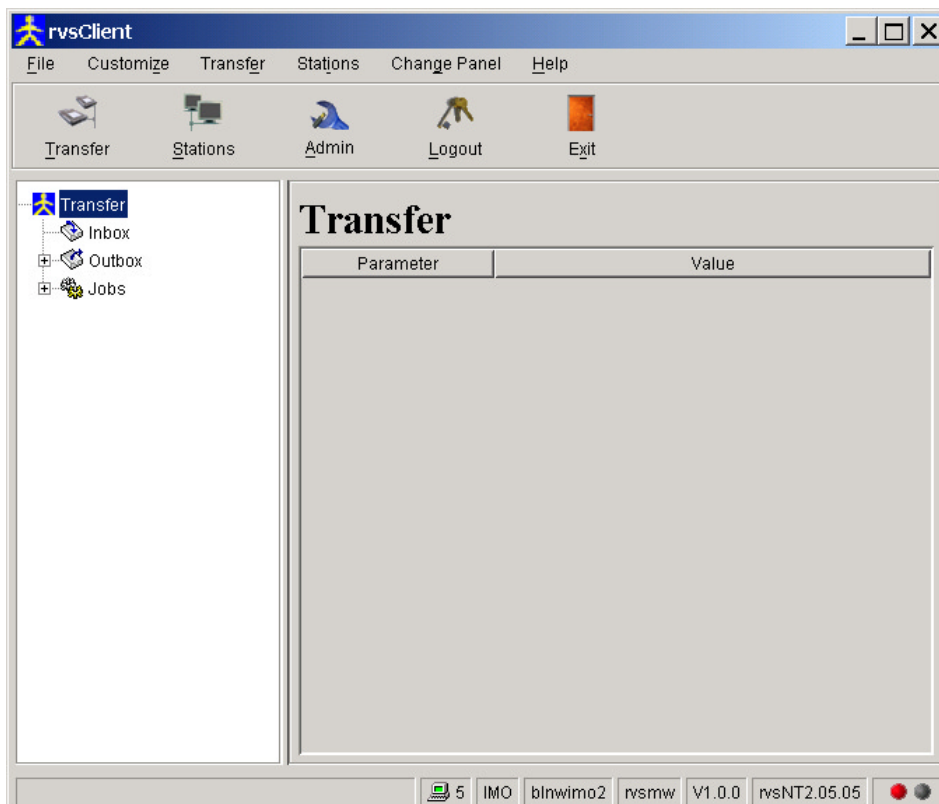 rvsClient
File Customize Transfer Stations Change Panel Help
Transfer Stations Admin Logout Exit
Transfer
Inbox
Outbox
Jobs
Transfer
Parameter Value
5 IMO blnwimo2 rvsmw V1.0.0 rvsNT2.05.05